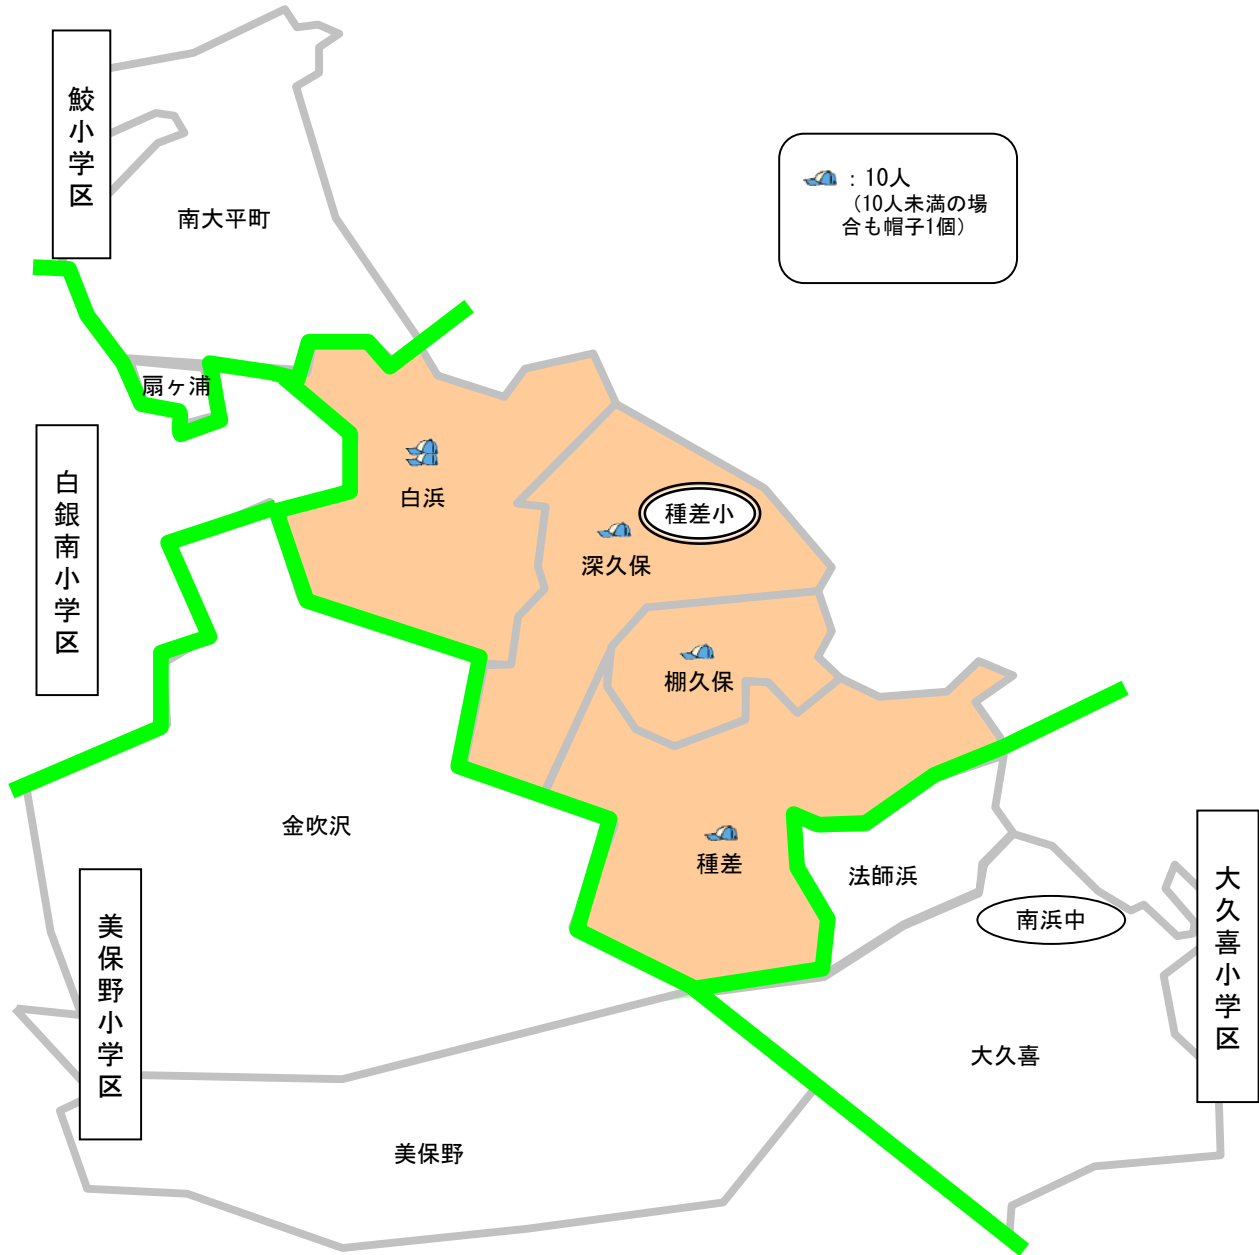 鮫小学区
南大平町
：10人
（10人未満の場
合も帽子1個）
扇ヶ浦
白銀南小学区
白浜
種差小
深久保
棚久保
金吹沢
種差
法師浜
大久喜小学区
南浜中
美保野小学区
大久喜
美保野